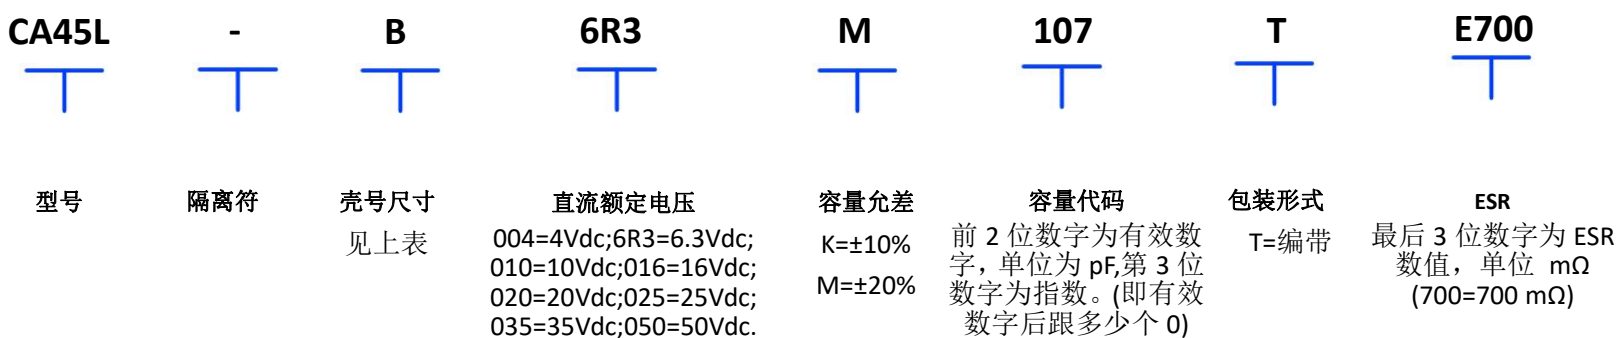 CA45L - B 6R3 M 107 T E700
型号 隔离符 壳号尺寸 直流额定电压 容量允差 容量代码 包装形式 ESR
见上表
004=4Vdc;6R3=6.3Vdc;
010=10Vdc;016=16Vdc;
020=20Vdc;025=25Vdc;
035=35Vdc;050=50Vdc.
K=±10%
M=±20%
前 2 位数字为有效数
字，单位为 pF,第 3 位
数字为指数。(即有效
数字后跟多少个 0)
T=编带
最后 3 位数字为 ESR
数值，单位 mΩ
(700=700 mΩ)